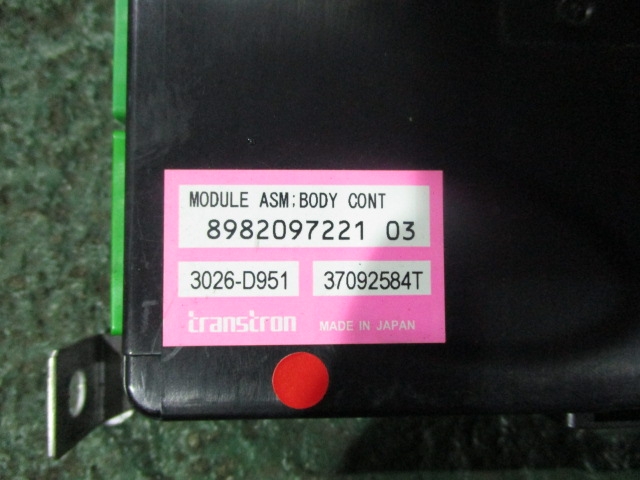 MODULE ASM;BODY CONT
8982097221 03
3026-D951 37092584T
transtron MADE IN JAPAN